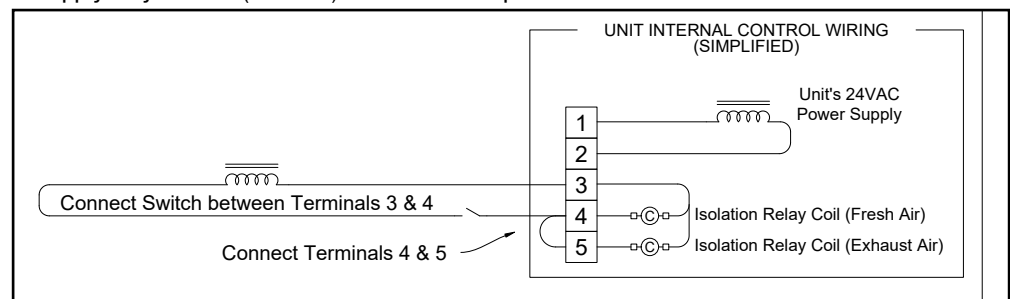 UNIT INTERNAL CONTROL WIRING
(SIMPLIFIED)
Unit's 24VAC
Power Supply
1
2
3
4
5
Connect Switch between Terminals 3 & 4
C Isolation Relay Coil (Fresh Air)
C Isolation Relay Coil (Exhaust Air)
Connect Terminals 4 & 5